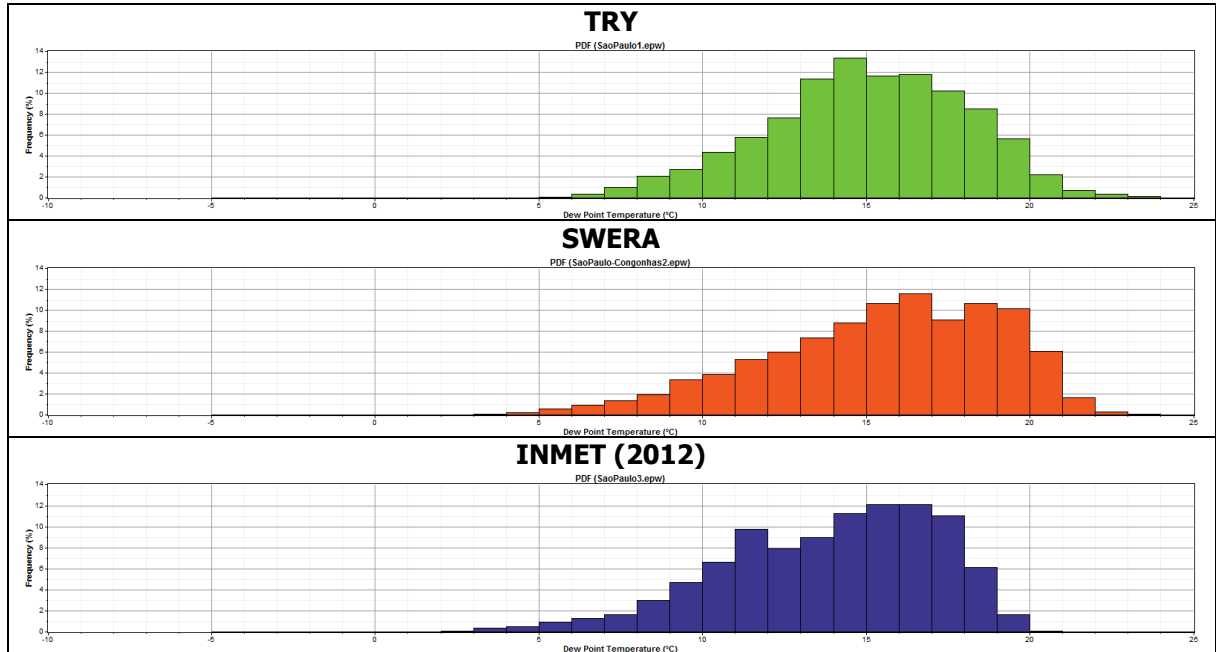 TRY
PDF (SaoPaulo1.epw)
Frequency (%)
14
12
10
8
6
4
2
0
-10 -5 0 5 10 15 20 25
Dew Point Temperature (ºC)
SWERA
PDF (SaoPaulo-Congonhas2.epw)
Frequency (%)
14
12
10
8
6
4
2
0
-10 -5 0 5 10 15 20 25
Dew Point Temperature (ºC)
INMET (2012)
PDF (SaoPaulo3.epw)
Frequency (%)
14
12
10
8
6
4
2
0
-10 -5 0 5 10 15 20 25
Dew Point Temperature (ºC)